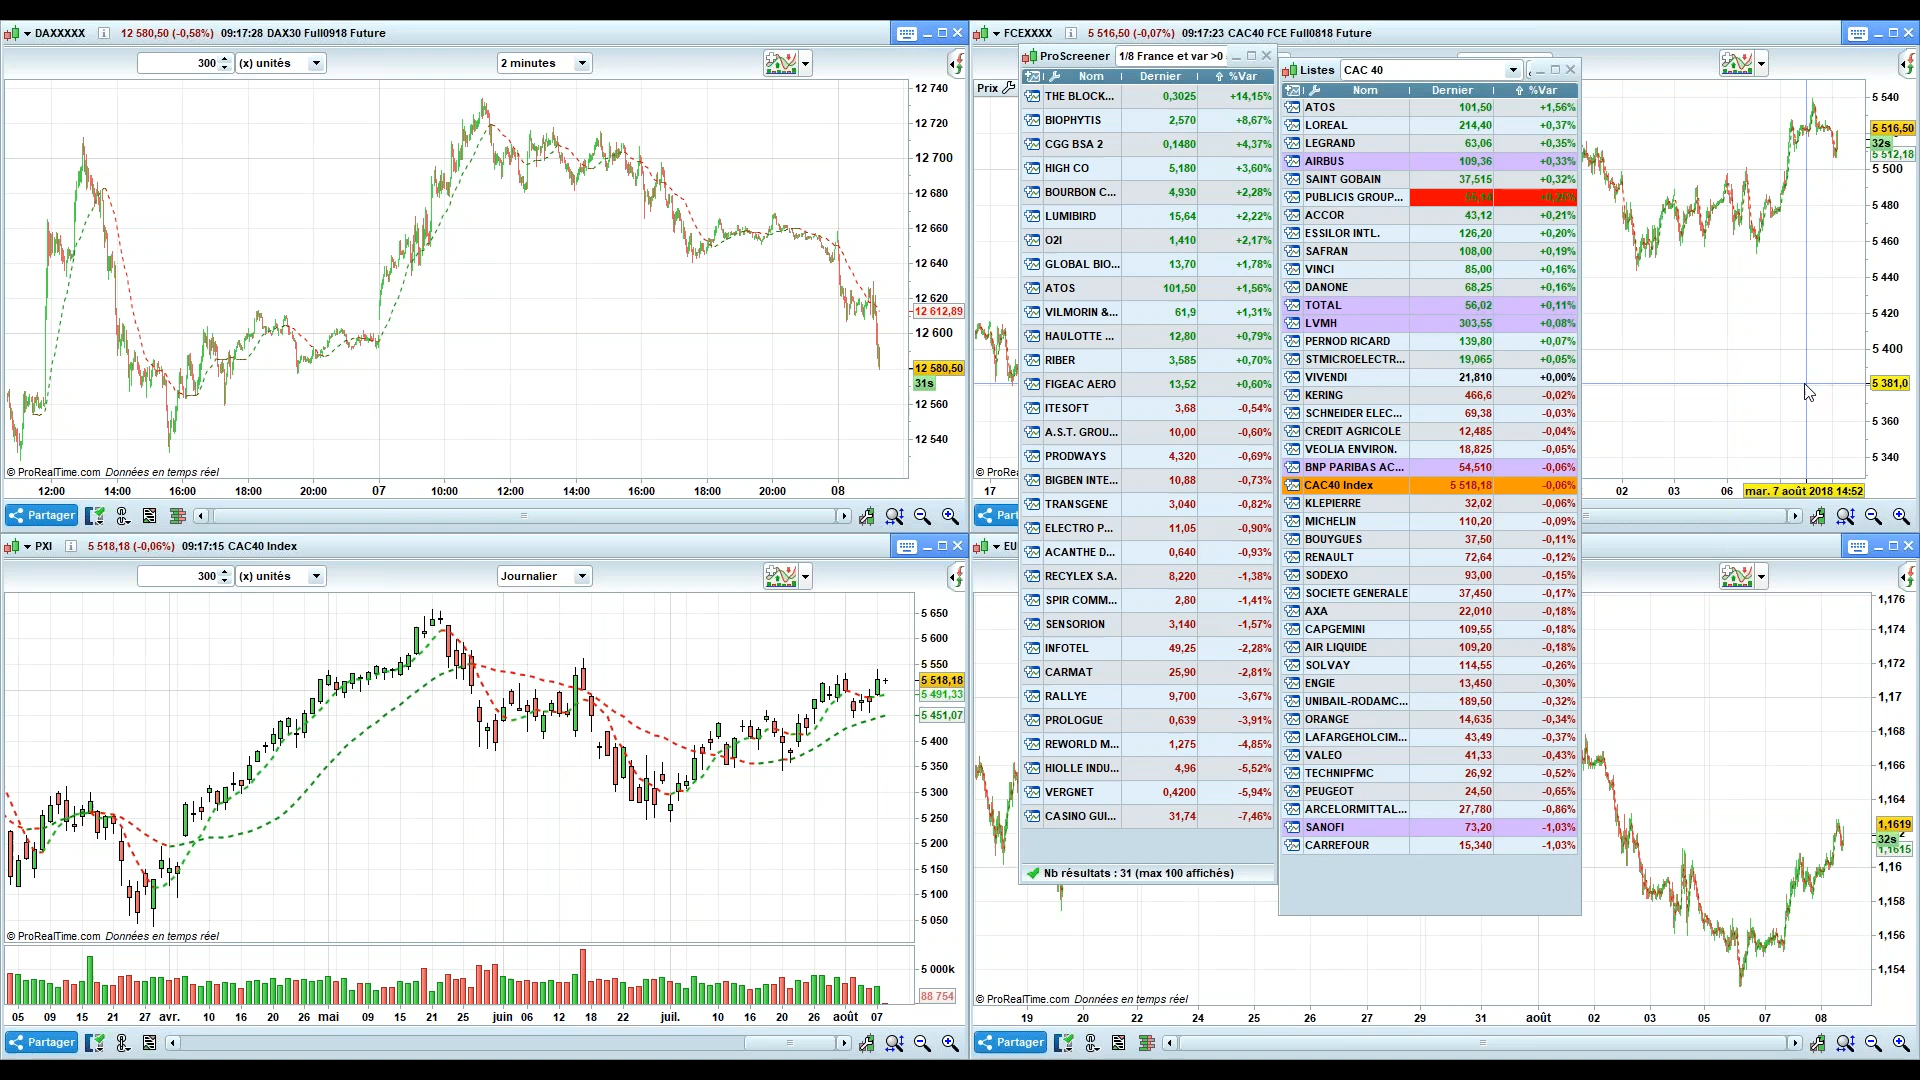 DAXXXXX 12 580,50 (-0,58%) 09:17:28 DAX30 Full0918 Future
300 (x) unités 2 minutes
12 740
12 720
12 700
12 680
12 660
12 640
12 620
12 612,89
12 600
12 580,50
31s
12 560
12 540
© ProRealTime.com Données en temps réel
12:00 14:00 16:00 18:00 20:00 07 10:00 12:00 14:00 16:00 18:00 20:00 08
Partager
PXI 5 518,18 (-0,06%) 09:17:15 CAC40 Index
300 (x) unités Journalier
5 650
5 600
5 550
5 518,18
5 491,33
5 451,07
5 400
5 350
5 300
5 250
5 200
5 150
5 100
5 050
© ProRealTime.com Données en temps réel
5 000k
88 754
05 09 15 21 27 avr. 10 16 20 26 mai 09 15 21 25 juin 06 12 18 22 juil. 10 16 20 26 août 07
Partager
FCEXXXX 5 516,50 (-0,07%) 09:17:23 CAC40 FCE Full0818 Future
Prix
ProScreener 1/8 France et var >0
Nom Dernier %Var
THE BLOCK... 0,3025 +14,15%
BIOPHYTIS 2,570 +8,67%
CGG BSA 2 0,1480 +4,37%
HIGH CO 5,180 +3,60%
BOURBON C... 4,930 +2,28%
LUMIBIRD 15,64 +2,22%
O2I 1,410 +2,17%
GLOBAL BIO... 13,70 +1,78%
ATOS 101,50 +1,56%
VILMORIN &... 61,9 +1,31%
HAULOTTE ... 12,80 +0,79%
RIBER 3,585 +0,70%
FIGEAC AERO 13,52 +0,60%
ITESOFT 3,68 -0,54%
A.S.T. GROU... 10,00 -0,60%
PRODWAYS 4,320 -0,69%
BIGBEN INTE... 10,88 -0,73%
TRANSGENE 3,040 -0,82%
ELECTRO P... 11,05 -0,90%
ACANTHE D... 0,640 -0,93%
RECYLEX S.A. 8,220 -1,38%
SPIR COMM... 2,80 -1,41%
SENSORION 3,140 -1,57%
INFOTEL 49,25 -2,28%
CARMAT 25,90 -2,81%
RALLYE 9,700 -3,67%
PROLOGUE 0,639 -3,91%
REWORLD M... 1,275 -4,85%
HIOLLE INDU... 4,96 -5,52%
VERGNET 0,4200 -5,94%
CASINO GUI... 31,74 -7,46%
Nb résultats : 31 (max 100 affichés)
Listes CAC 40
Nom Dernier %Var
ATOS 101,50 +1,56%
LOREAL 214,40 +0,37%
LEGRAND 63,06 +0,35%
AIRBUS 109,36 +0,33%
SAINT GOBAIN 37,515 +0,32%
PUBLICIS GROUP...
ACCOR 43,12 +0,21%
ESSILOR INTL. 126,20 +0,20%
SAFRAN 108,00 +0,19%
VINCI 85,00 +0,16%
DANONE 68,25 +0,16%
TOTAL 56,02 +0,11%
LVMH 303,55 +0,08%
PERNOD RICARD 139,80 +0,07%
STMICROELECTR... 19,065 +0,05%
VIVENDI 21,810 +0,00%
KERING 466,6 -0,02%
SCHNEIDER ELEC... 69,38 -0,03%
CREDIT AGRICOLE 12,485 -0,04%
VEOLIA ENVIRON. 18,825 -0,05%
BNP PARIBAS AC... 54,510 -0,06%
CAC40 Index 5 518,18 -0,06%
KLEPIERRE 32,02 -0,06%
MICHELIN 110,20 -0,09%
BOUYGUES 37,50 -0,11%
RENAULT 72,64 -0,12%
SODEXO 93,00 -0,15%
SOCIETE GENERALE 37,450 -0,17%
AXA 22,010 -0,18%
CAPGEMINI 109,55 -0,18%
AIR LIQUIDE 109,20 -0,18%
SOLVAY 114,55 -0,26%
ENGIE 13,450 -0,30%
UNIBAIL-RODAMC... 189,50 -0,32%
ORANGE 14,635 -0,34%
LAFARGEHOLCIM... 43,49 -0,37%
VALEO 41,33 -0,43%
TECHNIPFMC 26,92 -0,52%
PEUGEOT 24,50 -0,65%
ARCELORMITTAL... 27,780 -0,86%
SANOFI 73,20 -1,03%
CARREFOUR 15,340 -1,03%
5 540
5 516,50
32s
5 512,18
5 500
5 480
5 460
5 440
5 420
5 400
5 381,0
5 360
5 340
© ProRea
17 02 03 06 mar. 7 août 2018 14:52
Part
EU
1,176
1,174
1,172
1,17
1,168
1,166
1,164
1,1619
32s
1,1615
1,16
1,158
1,156
1,154
© ProRealTime.com Données en temps réel
19 20 22 24 25 26 27 29 31 août 02 03 05 07 08
Partager